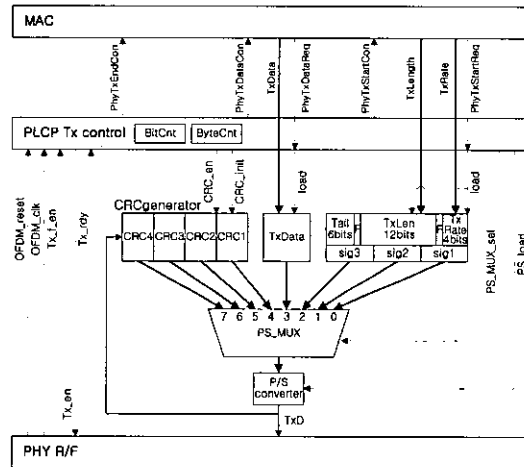 MAC
PhyTxEndCon
PhyTxDataCon
TxData
PhyTxDataReq
PhyTxStartCon
TxLength
TxRate
PhyTxStartReq
PLCP Tx control
BitCnt
ByteCnt
OFDM_reset
OFDM_clk
Tx_f_en
Tx_rdy
CRC_en
CRC_init
load
load
PS_MUX_sel
PS_load
CRCgenerator
CRC4 CRC3 CRC2 CRC1
TxData
Tail 6bits
F
TxLen 12bits
Tx Rate 4bits
sig3 sig2 sig1
7 6 5 4 3 2 1 0
PS_MUX
P/S
converter
Tx_en
TxD
PHY R/F